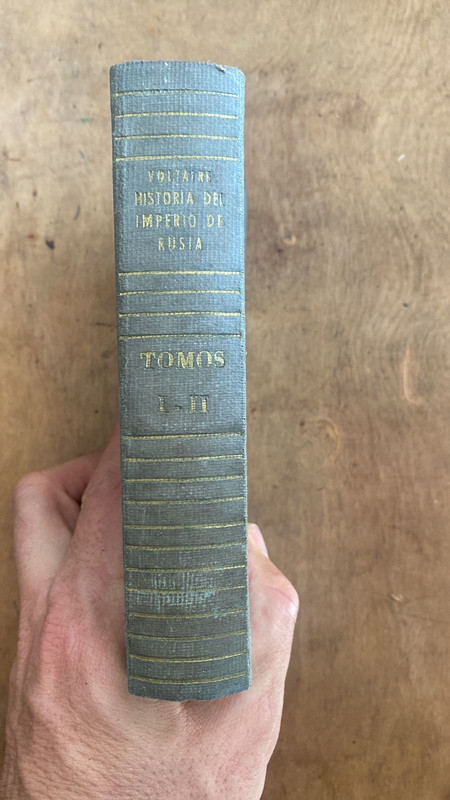 VOLTAIRE
HISTORIA DEL
IMPERIO DE
RUSIA
TOMOS
I-II